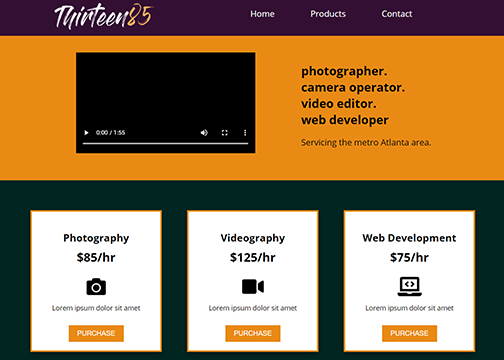 Thirteen85
Home Products Contact
photographer.
camera operator.
video editor.
web developer
Servicing the metro Atlanta area.
0:00 / 1:55
Photography
$85/hr
Lorem ipsum dolor sit amet
PURCHASE
Videography
$125/hr
Lorem ipsum dolor sit amet
PURCHASE
Web Development
$75/hr
Lorem ipsum dolor sit amet
PURCHASE